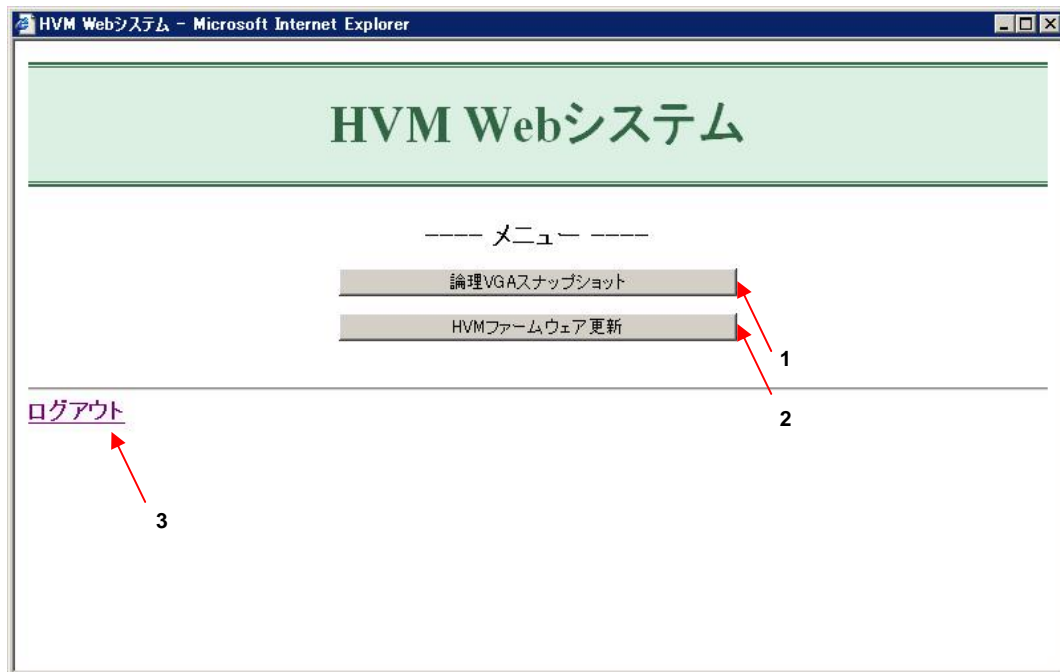 HVM Webシステム - Microsoft Internet Explorer
HVM Webシステム
---- メニュー ----
論理VGAスナップショット
HVMファームウェア更新
1
ログアウト
2
3